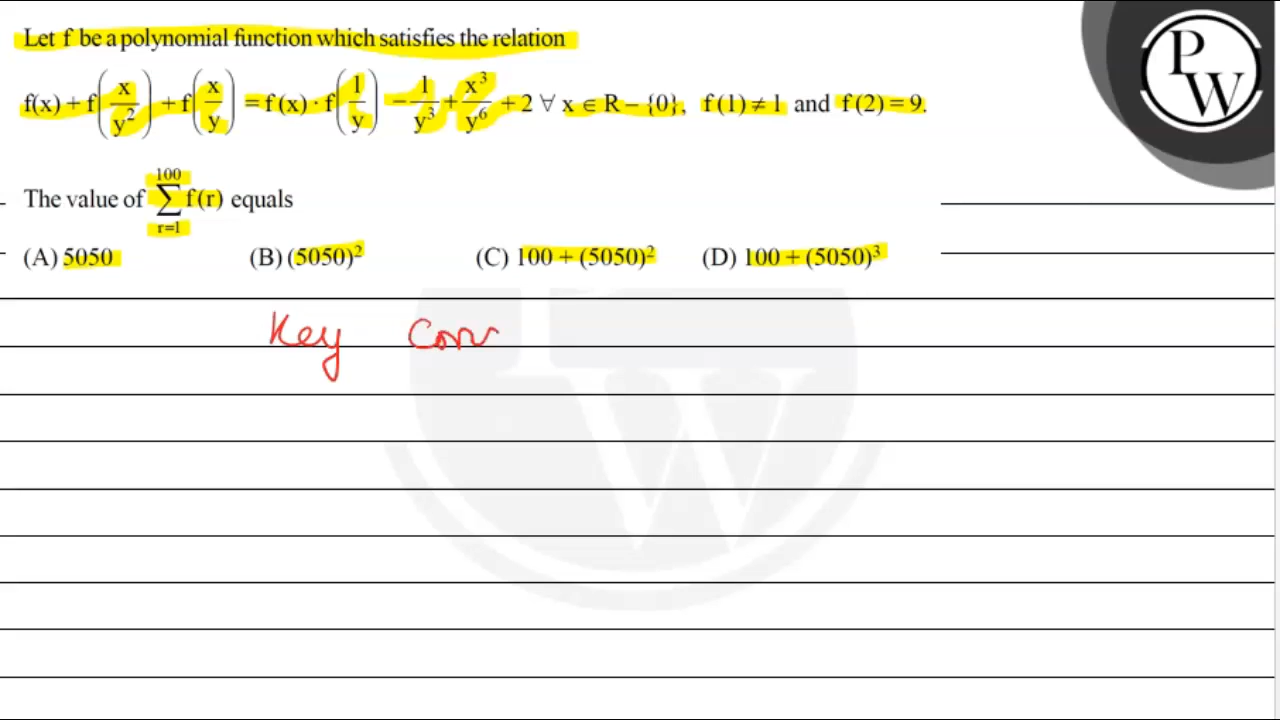 Let f be a polynomial function which satisfies the relation
f(x) + f(x/y²) + f(x/y) = f(x) · f(1/y) − 1/y³ + x³/y⁶ + 2 ∀ x ∈ R – {0}, f(1) ≠ 1 and f(2) = 9.
The value of ∑_{r=1}^{100} f(r) equals
(A) 5050 (B) (5050)² (C) 100 + (5050)² (D) 100 + (5050)³
Key
P
W